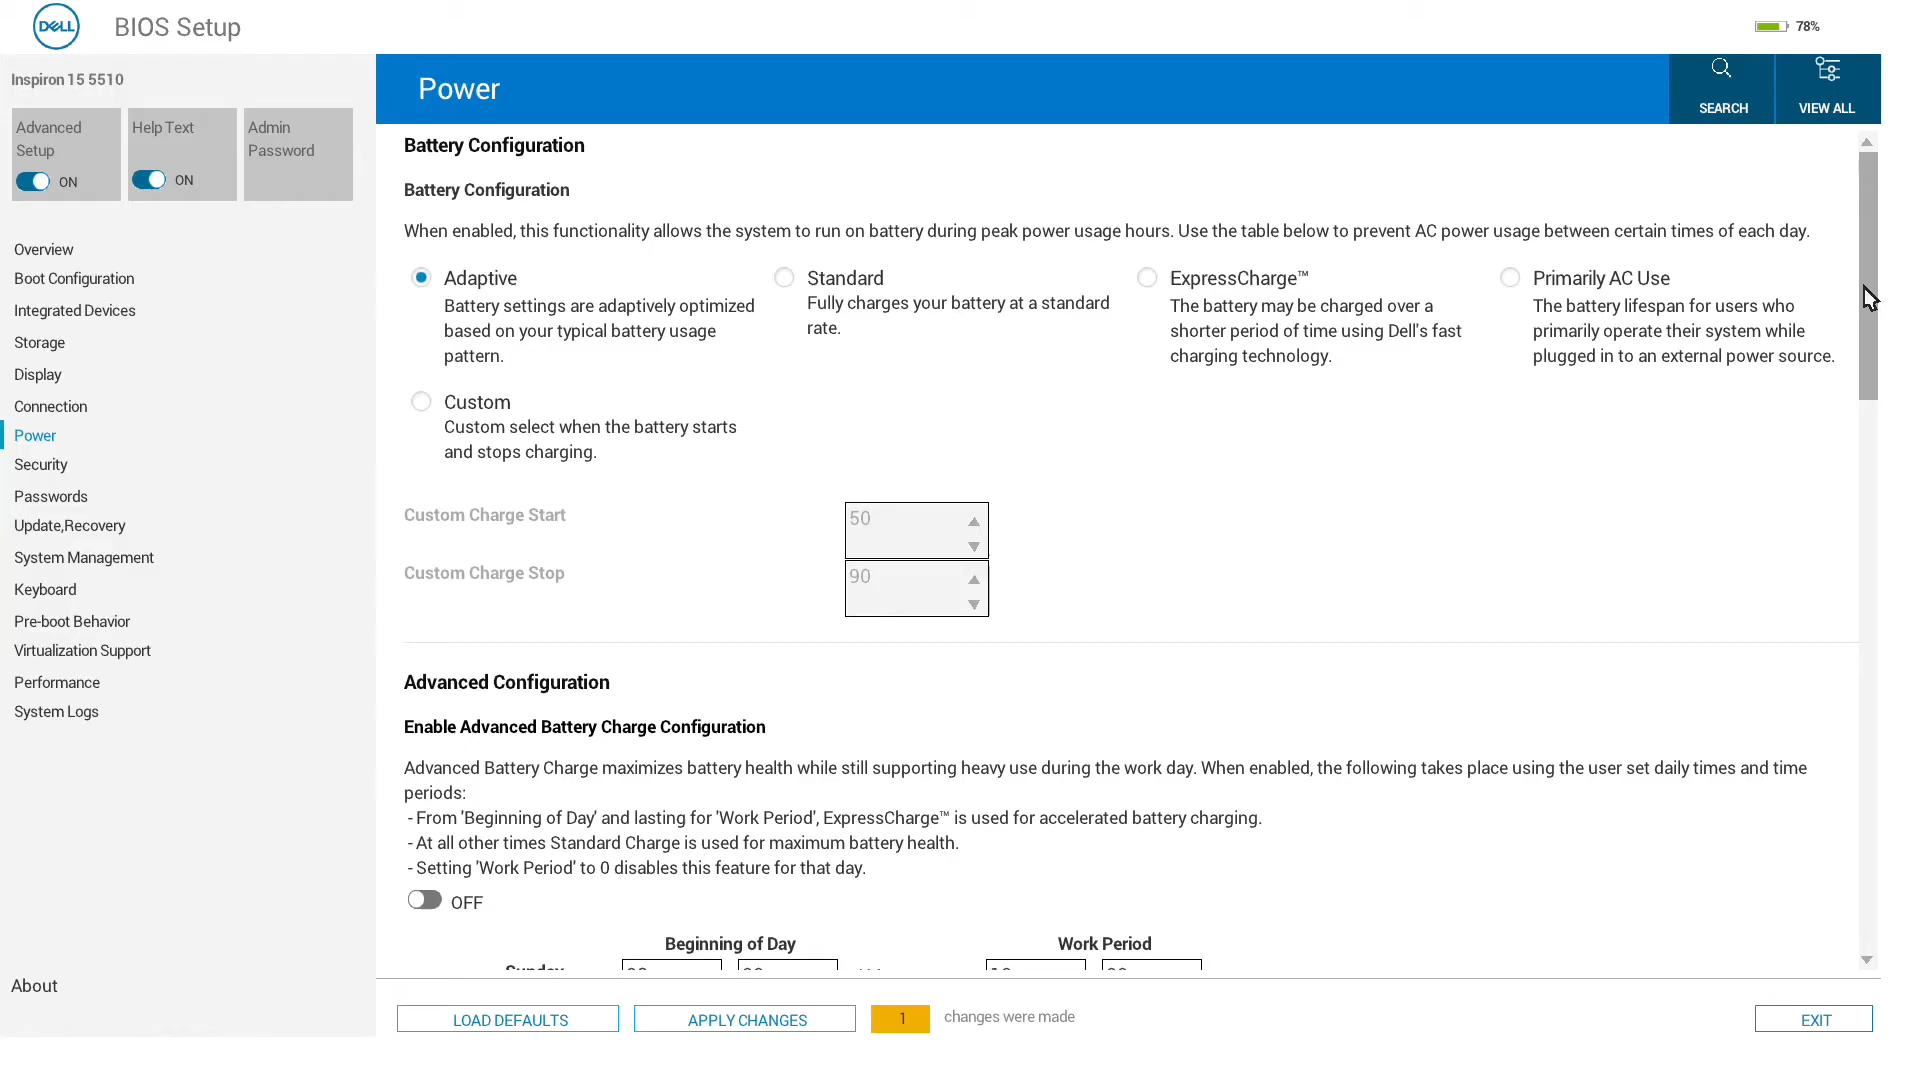 DELL
BIOS Setup
78%
Inspiron 15 5510
Advanced Setup
ON
Help Text
ON
Admin Password
Overview
Boot Configuration
Integrated Devices
Storage
Display
Connection
Power
Security
Passwords
Update,Recovery
System Management
Keyboard
Pre-boot Behavior
Virtualization Support
Performance
System Logs
About
Power
SEARCH
VIEW ALL
Battery Configuration
Battery Configuration
When enabled, this functionality allows the system to run on battery during peak power usage hours. Use the table below to prevent AC power usage between certain times of each day.
Adaptive
Battery settings are adaptively optimized
based on your typical battery usage
pattern.
Standard
Fully charges your battery at a standard
rate.
ExpressCharge™
The battery may be charged over a
shorter period of time using Dell's fast
charging technology.
Primarily AC Use
The battery lifespan for users who
primarily operate their system while
plugged in to an external power source.
Custom
Custom select when the battery starts
and stops charging.
Custom Charge Start
50
Custom Charge Stop
90
Advanced Configuration
Enable Advanced Battery Charge Configuration
Advanced Battery Charge maximizes battery health while still supporting heavy use during the work day. When enabled, the following takes place using the user set daily times and time
periods:
- From 'Beginning of Day' and lasting for 'Work Period', ExpressCharge™ is used for accelerated battery charging.
- At all other times Standard Charge is used for maximum battery health.
- Setting 'Work Period' to 0 disables this feature for that day.
OFF
Beginning of Day
Work Period
Sunday
LOAD DEFAULTS
APPLY CHANGES
1
changes were made
EXIT